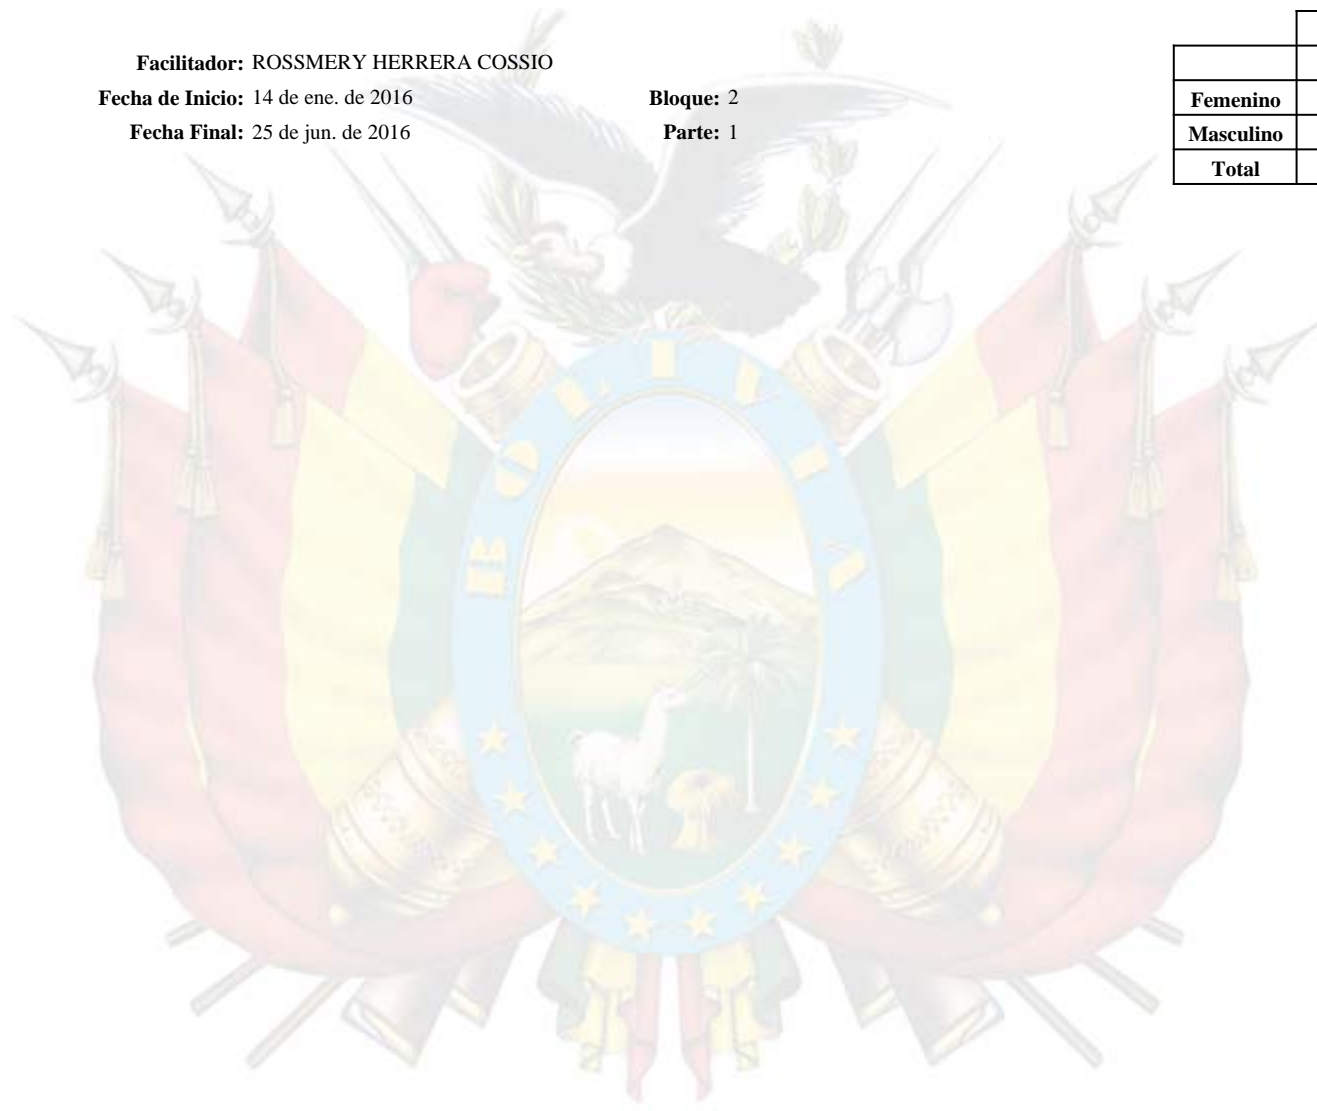 Facilitador: ROSSMERY HERRERA COSSIO
Fecha de Inicio: 14 de ene. de 2016 Bloque: 2
Fecha Final: 25 de jun. de 2016 Parte: 1
Femenino
Masculino
Total
BOLIVIA